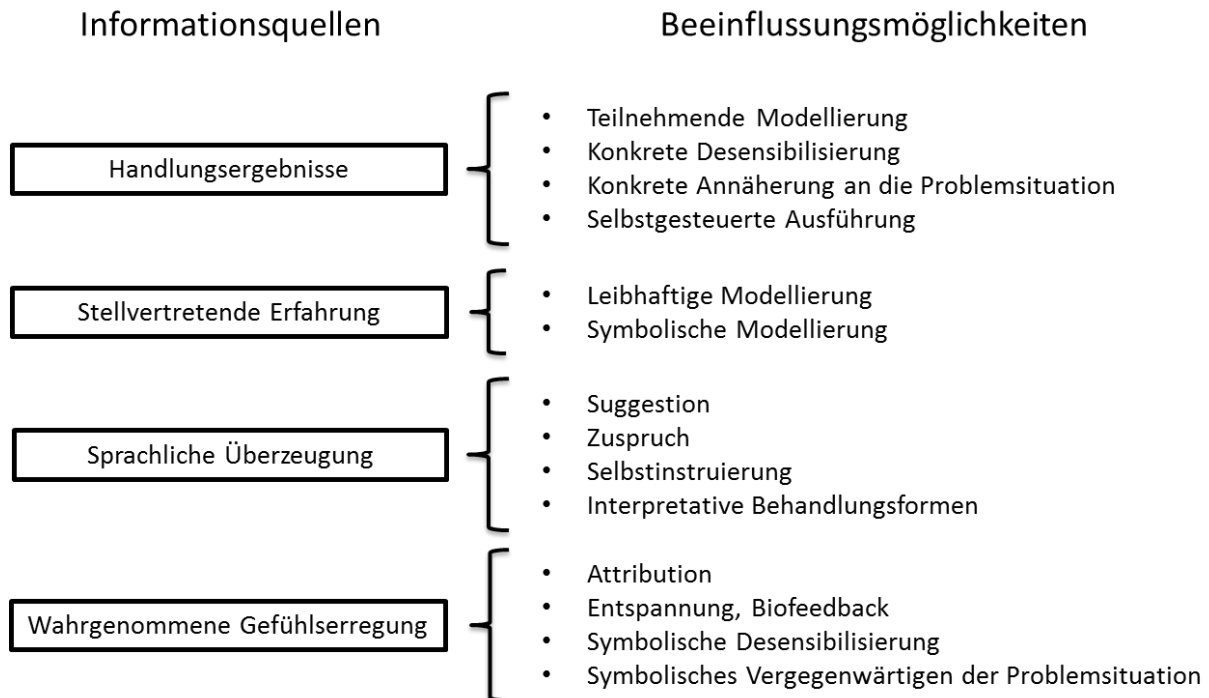 Informationsquellen
Beeinflussungsmöglichkeiten
Handlungsergebnisse
• Teilnehmende Modellierung
• Konkrete Desensibilisierung
• Konkrete Annäherung an die Problemsituation
• Selbstgesteuerte Ausführung
Stellvertretende Erfahrung
• Leibhaftige Modellierung
• Symbolische Modellierung
Sprachliche Überzeugung
• Suggestion
• Zuspruch
• Selbstinstruierung
• Interpretative Behandlungsformen
Wahrgenommene Gefühlserregung
• Attribution
• Entspannung, Biofeedback
• Symbolische Desensibilisierung
• Symbolisches Vergegenwärtigen der Problemsituation